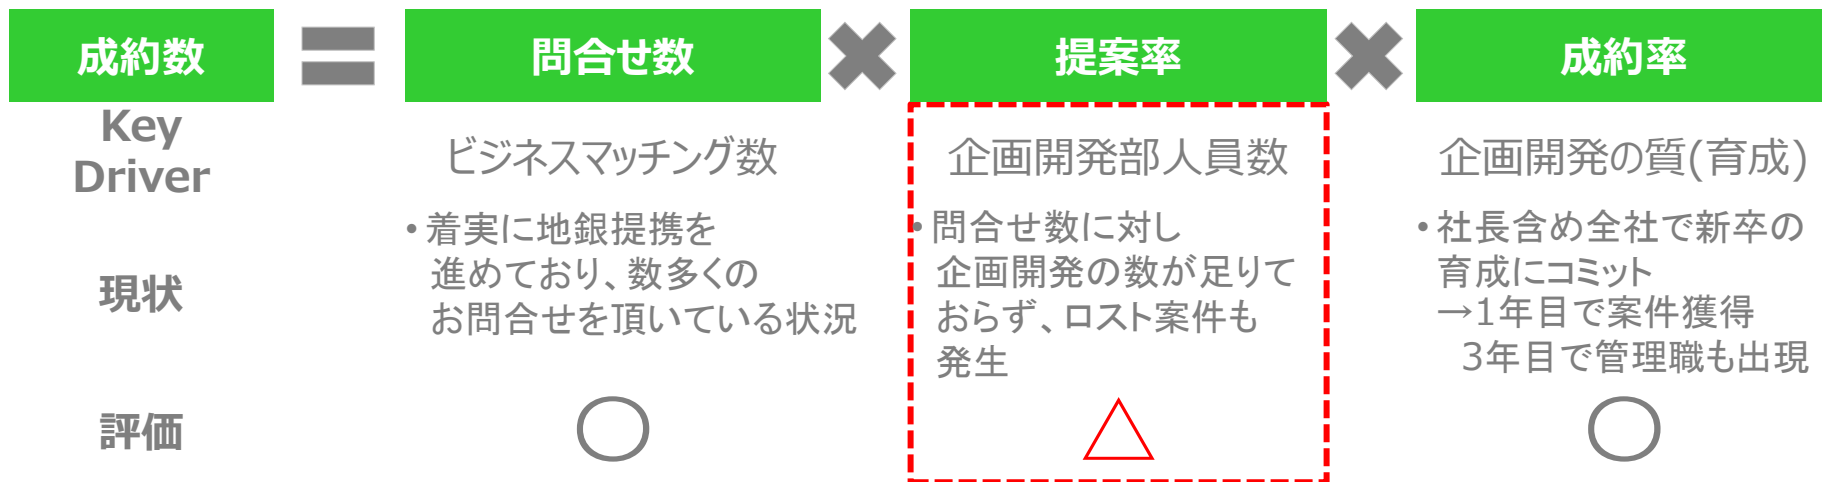 成約数
問合せ数
提案率
成約率
Key
Driver
ビジネスマッチング数
企画開発部人員数
企画開発の質(育成)
現状
・着実に地銀提携を
進めており、数多くの
お問合せを頂いている状況
・問合せ数に対し
企画開発の数が足りて
おらず、ロスト案件も
発生
・社長含め全社で新卒の
育成にコミット
→1年目で案件獲得
3年目で管理職も出現
評価